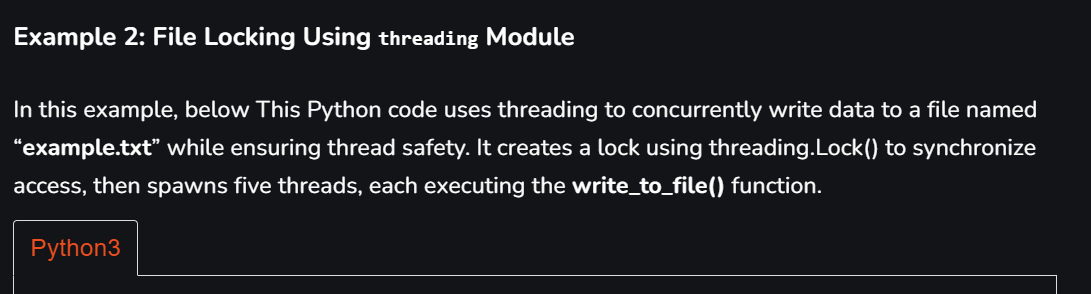 Example 2: File Locking Using threading Module
In this example, below This Python code uses threading to concurrently write data to a file named
“example.txt” while ensuring thread safety. It creates a lock using threading.Lock() to synchronize
access, then spawns five threads, each executing the write_to_file() function.
Python3